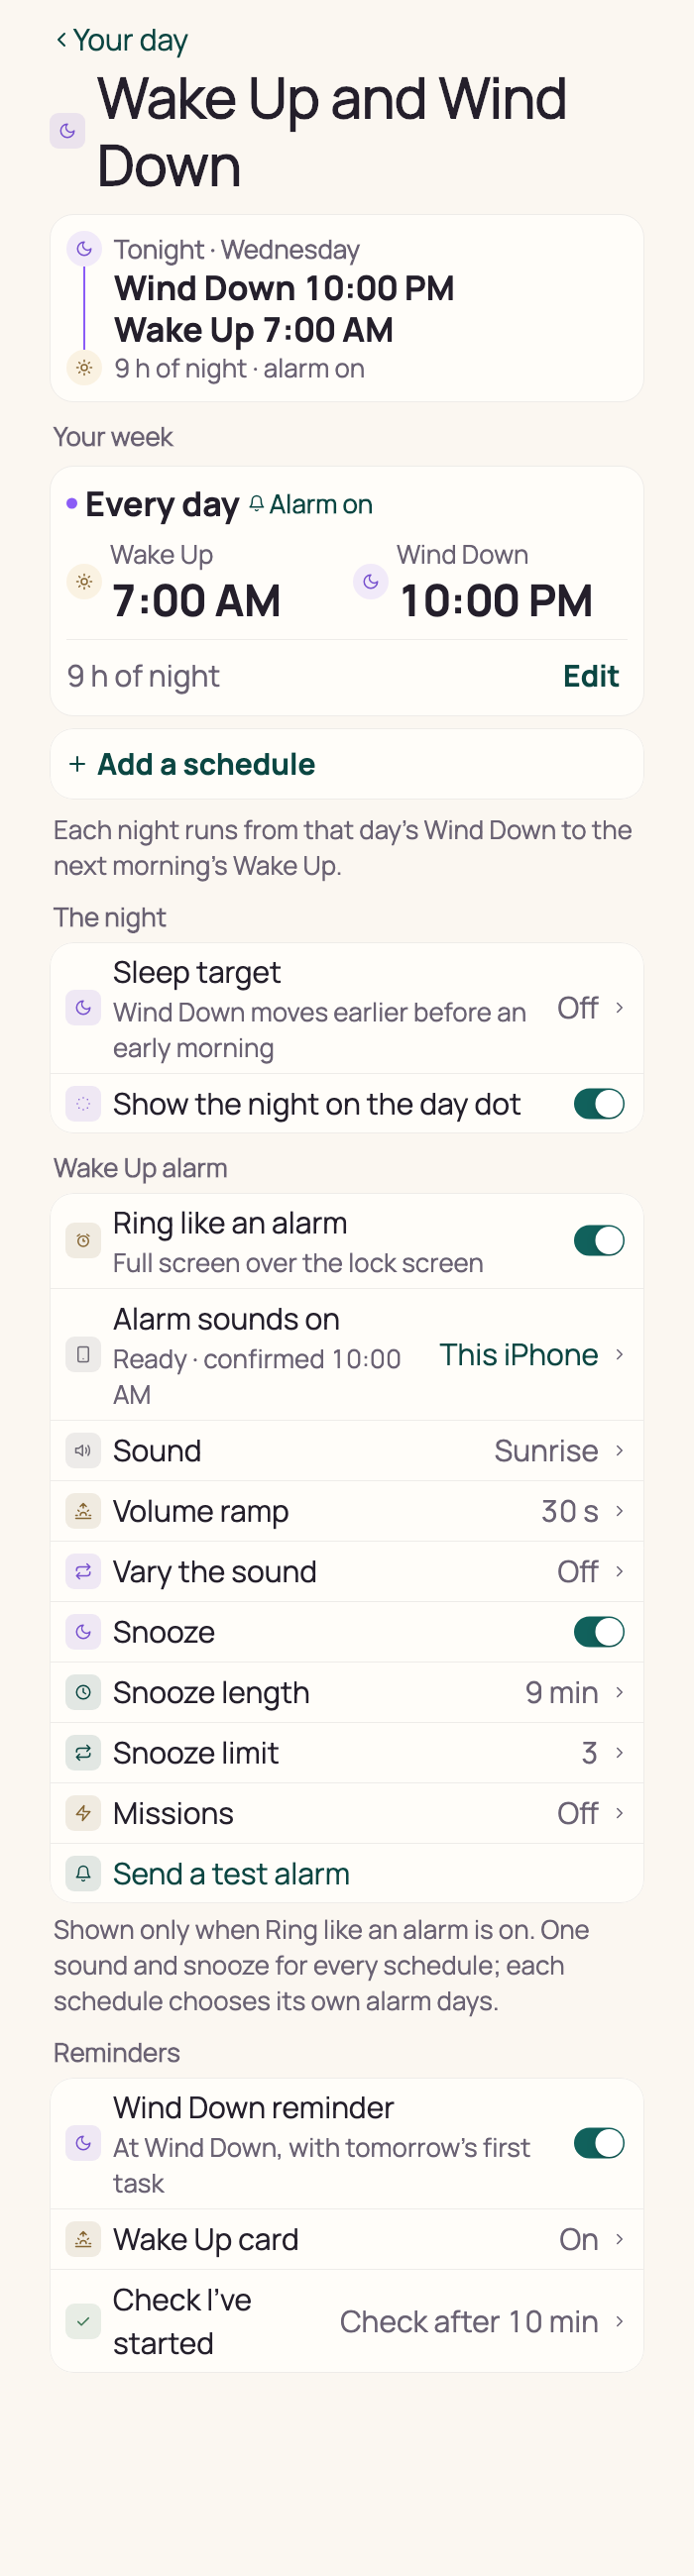 Your day
Wake Up and Wind
Down
Tonight · Wednesday
Wind Down 10:00 PM
Wake Up 7:00 AM
9 h of night · alarm on
Your week
Every day Alarm on
Wake Up
Wind Down
7:00 AM
10:00 PM
9 h of night
Edit
+ Add a schedule
Each night runs from that day’s Wind Down to the
next morning’s Wake Up.
The night
Sleep target
Wind Down moves earlier before an
early morning
Off
Show the night on the day dot
Wake Up alarm
Ring like an alarm
Full screen over the lock screen
Alarm sounds on
Ready · confirmed 10:00
AM
This iPhone
Sound
Sunrise
Volume ramp
30 s
Vary the sound
Off
Snooze
Snooze length
9 min
Snooze limit
3
Missions
Off
Send a test alarm
Shown only when Ring like an alarm is on. One
sound and snooze for every schedule; each
schedule chooses its own alarm days.
Reminders
Wind Down reminder
At Wind Down, with tomorrow’s first
task
Wake Up card
On
Check I’ve
started
Check after 10 min